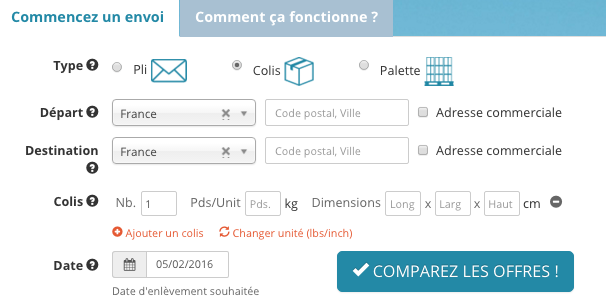 Commencez un envoi Comment ça fonctionne ?
Type ? Pli Colis Palette
Départ ? France Code postal, Ville Adresse commerciale
Destination ? France Code postal, Ville Adresse commerciale
Colis ? Nb. 1 Pds/Unit Pds. kg Dimensions Long x Larg x Haut cm
Ajouter un colis Changer unité (lbs/inch)
Date ? 05/02/2016 COMPAREZ LES OFFRES !
Date d'enlèvement souhaitée